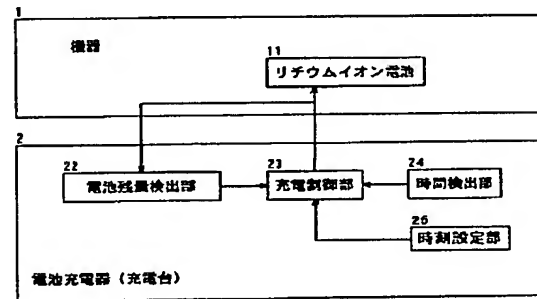 1
機器
11
リチウムイオン電池
2
22
電池残量検出部
23
充電制御部
24
時間検出部
25
時刻設定部
電池充電器（充電台）